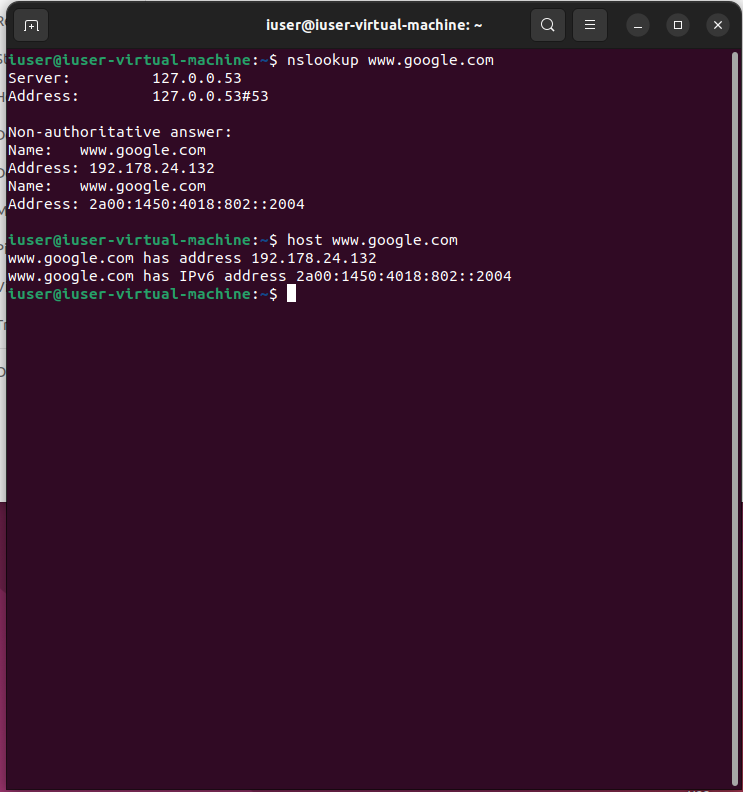 iuser@iuser-virtual-machine: ~
iuser@iuser-virtual-machine:~$ nslookup www.google.com
Server:         127.0.0.53
Address:        127.0.0.53#53
Non-authoritative answer:
Name:   www.google.com
Address: 192.178.24.132
Name:   www.google.com
Address: 2a00:1450:4018:802::2004
iuser@iuser-virtual-machine:~$ host www.google.com
www.google.com has address 192.178.24.132
www.google.com has IPv6 address 2a00:1450:4018:802::2004
iuser@iuser-virtual-machine:~$